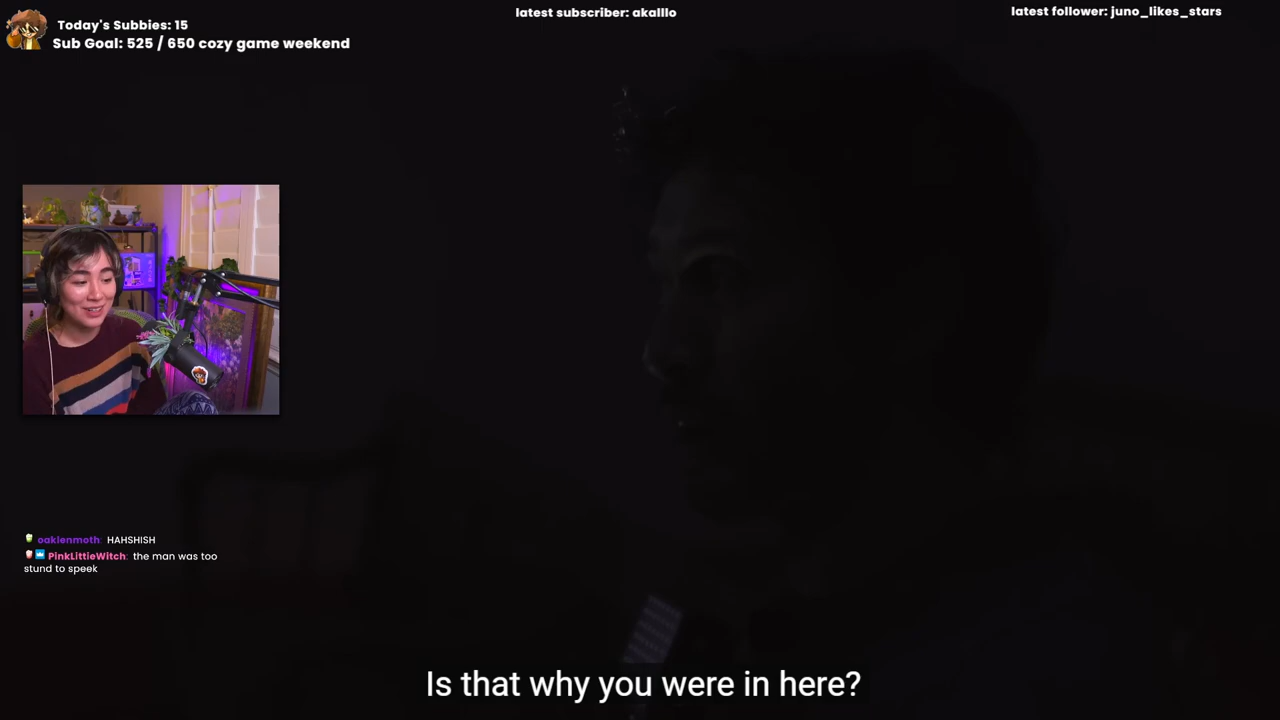 Today's Subbies: 15
Sub Goal: 525 / 650 cozy game weekend
latest subscriber: akalllo
latest follower: juno_likes_stars
oaklenmoth: HAHSHISH
PinkLittleWitch: the man was too
stund to speek
Is that why you were in here?